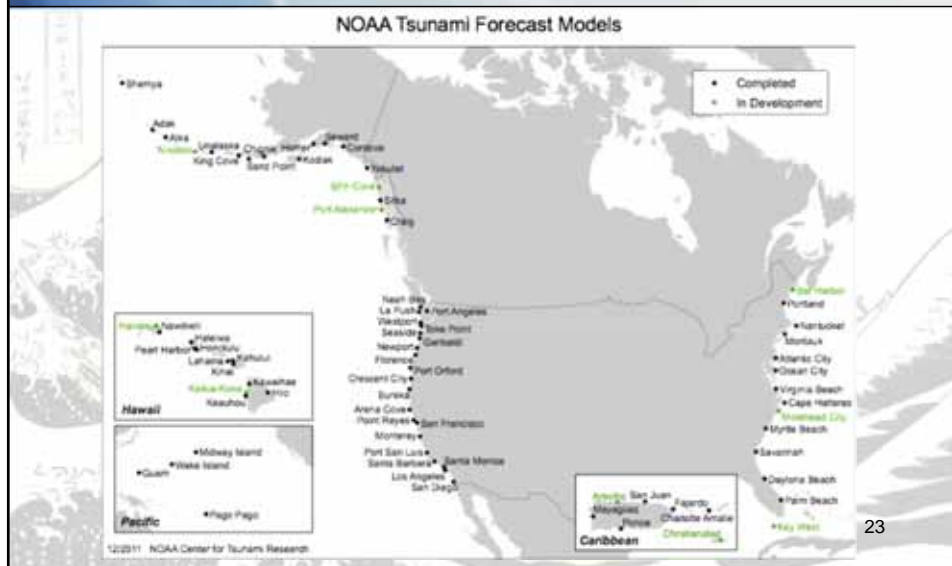 NOAA Tsunami Forecast Models
Completed
In Development
Shemya
Adak
Atka
Unalaska
King Cove
Sand Point
Homer
Kodiak
Seward
Cordova
Yakutat
Elfin Cove
Sitka
Port Alexander
Craig
Neah Bay
La Push
Port Angeles
Westport
Toke Point
Seaside
Garibaldi
Newport
Florence
Port Orford
Crescent City
Eureka
Arena Cove
Point Reyes
San Francisco
Monterey
Port San Luis
Santa Barbara
Santa Monica
Los Angeles
San Diego
Bar Harbor
Portland
Nantucket
Montauk
Atlantic City
Ocean City
Virginia Beach
Cape Hatteras
Morehead City
Myrtle Beach
Savannah
Daytona Beach
Palm Beach
Key West
Nawiliwili
Haleiwa
Pearl Harbor
Honolulu
Lahaina
Kahului
Kihei
Kawaihae
Kailua-Kona
Hilo
Keauhou
Hawaii
Midway Island
Wake Island
Guam
Pago Pago
Pacific
Arecibo
San Juan
Fajardo
Mayaguez
Ponce
Charlotte Amalie
Christiansted
Caribbean
12/2011 NOAA Center for Tsunami Research
23